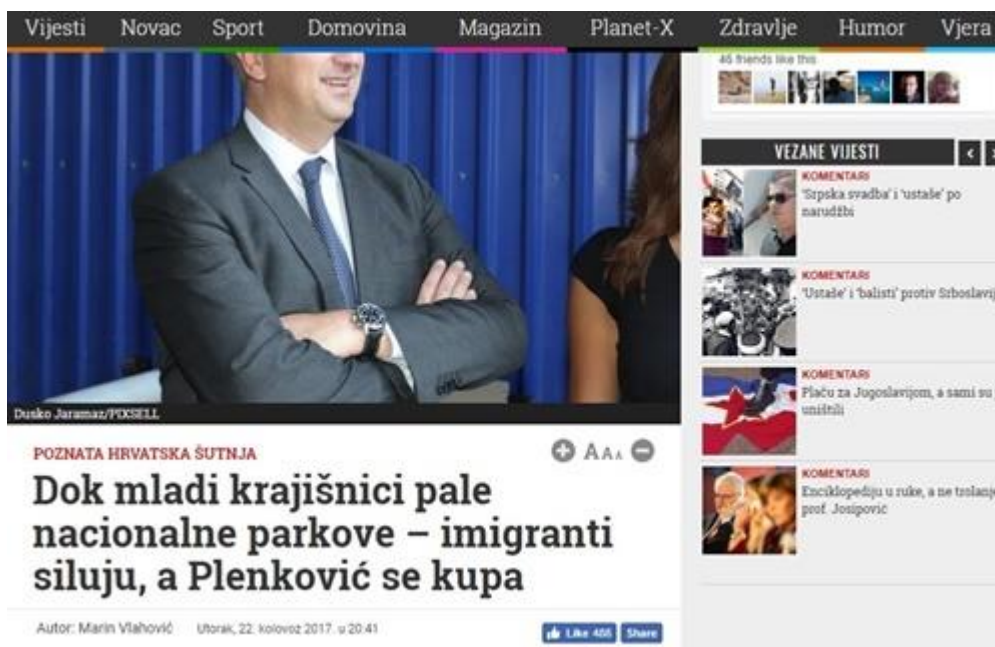 Vijesti Novac Sport Domovina Magazin Planet-X Zdravlje Humor Vjera
46 friends like this
VEZANE VIJESTI
KOMENTARI
'Srpska svadba' i 'ustaše' po
narudžbi
KOMENTARI
'Ustaše' i 'balisti' protiv Srboslavij
KOMENTARI
Plaču za Jugoslavijom, a sami su
uništili
KOMENTARI
Enciklopediju u ruke, a ne trolanje
prof. Josipović
Dusko Jaramaz/PIXSELL
POZNATA HRVATSKA ŠUTNJA
AAA
Dok mladi krajišnici pale
nacionalne parkove – imigranti
siluju, a Plenković se kupa
Autor: Marin Vlahović Utorak, 22. kolovoz 2017. u 20:41
Like 466 Share